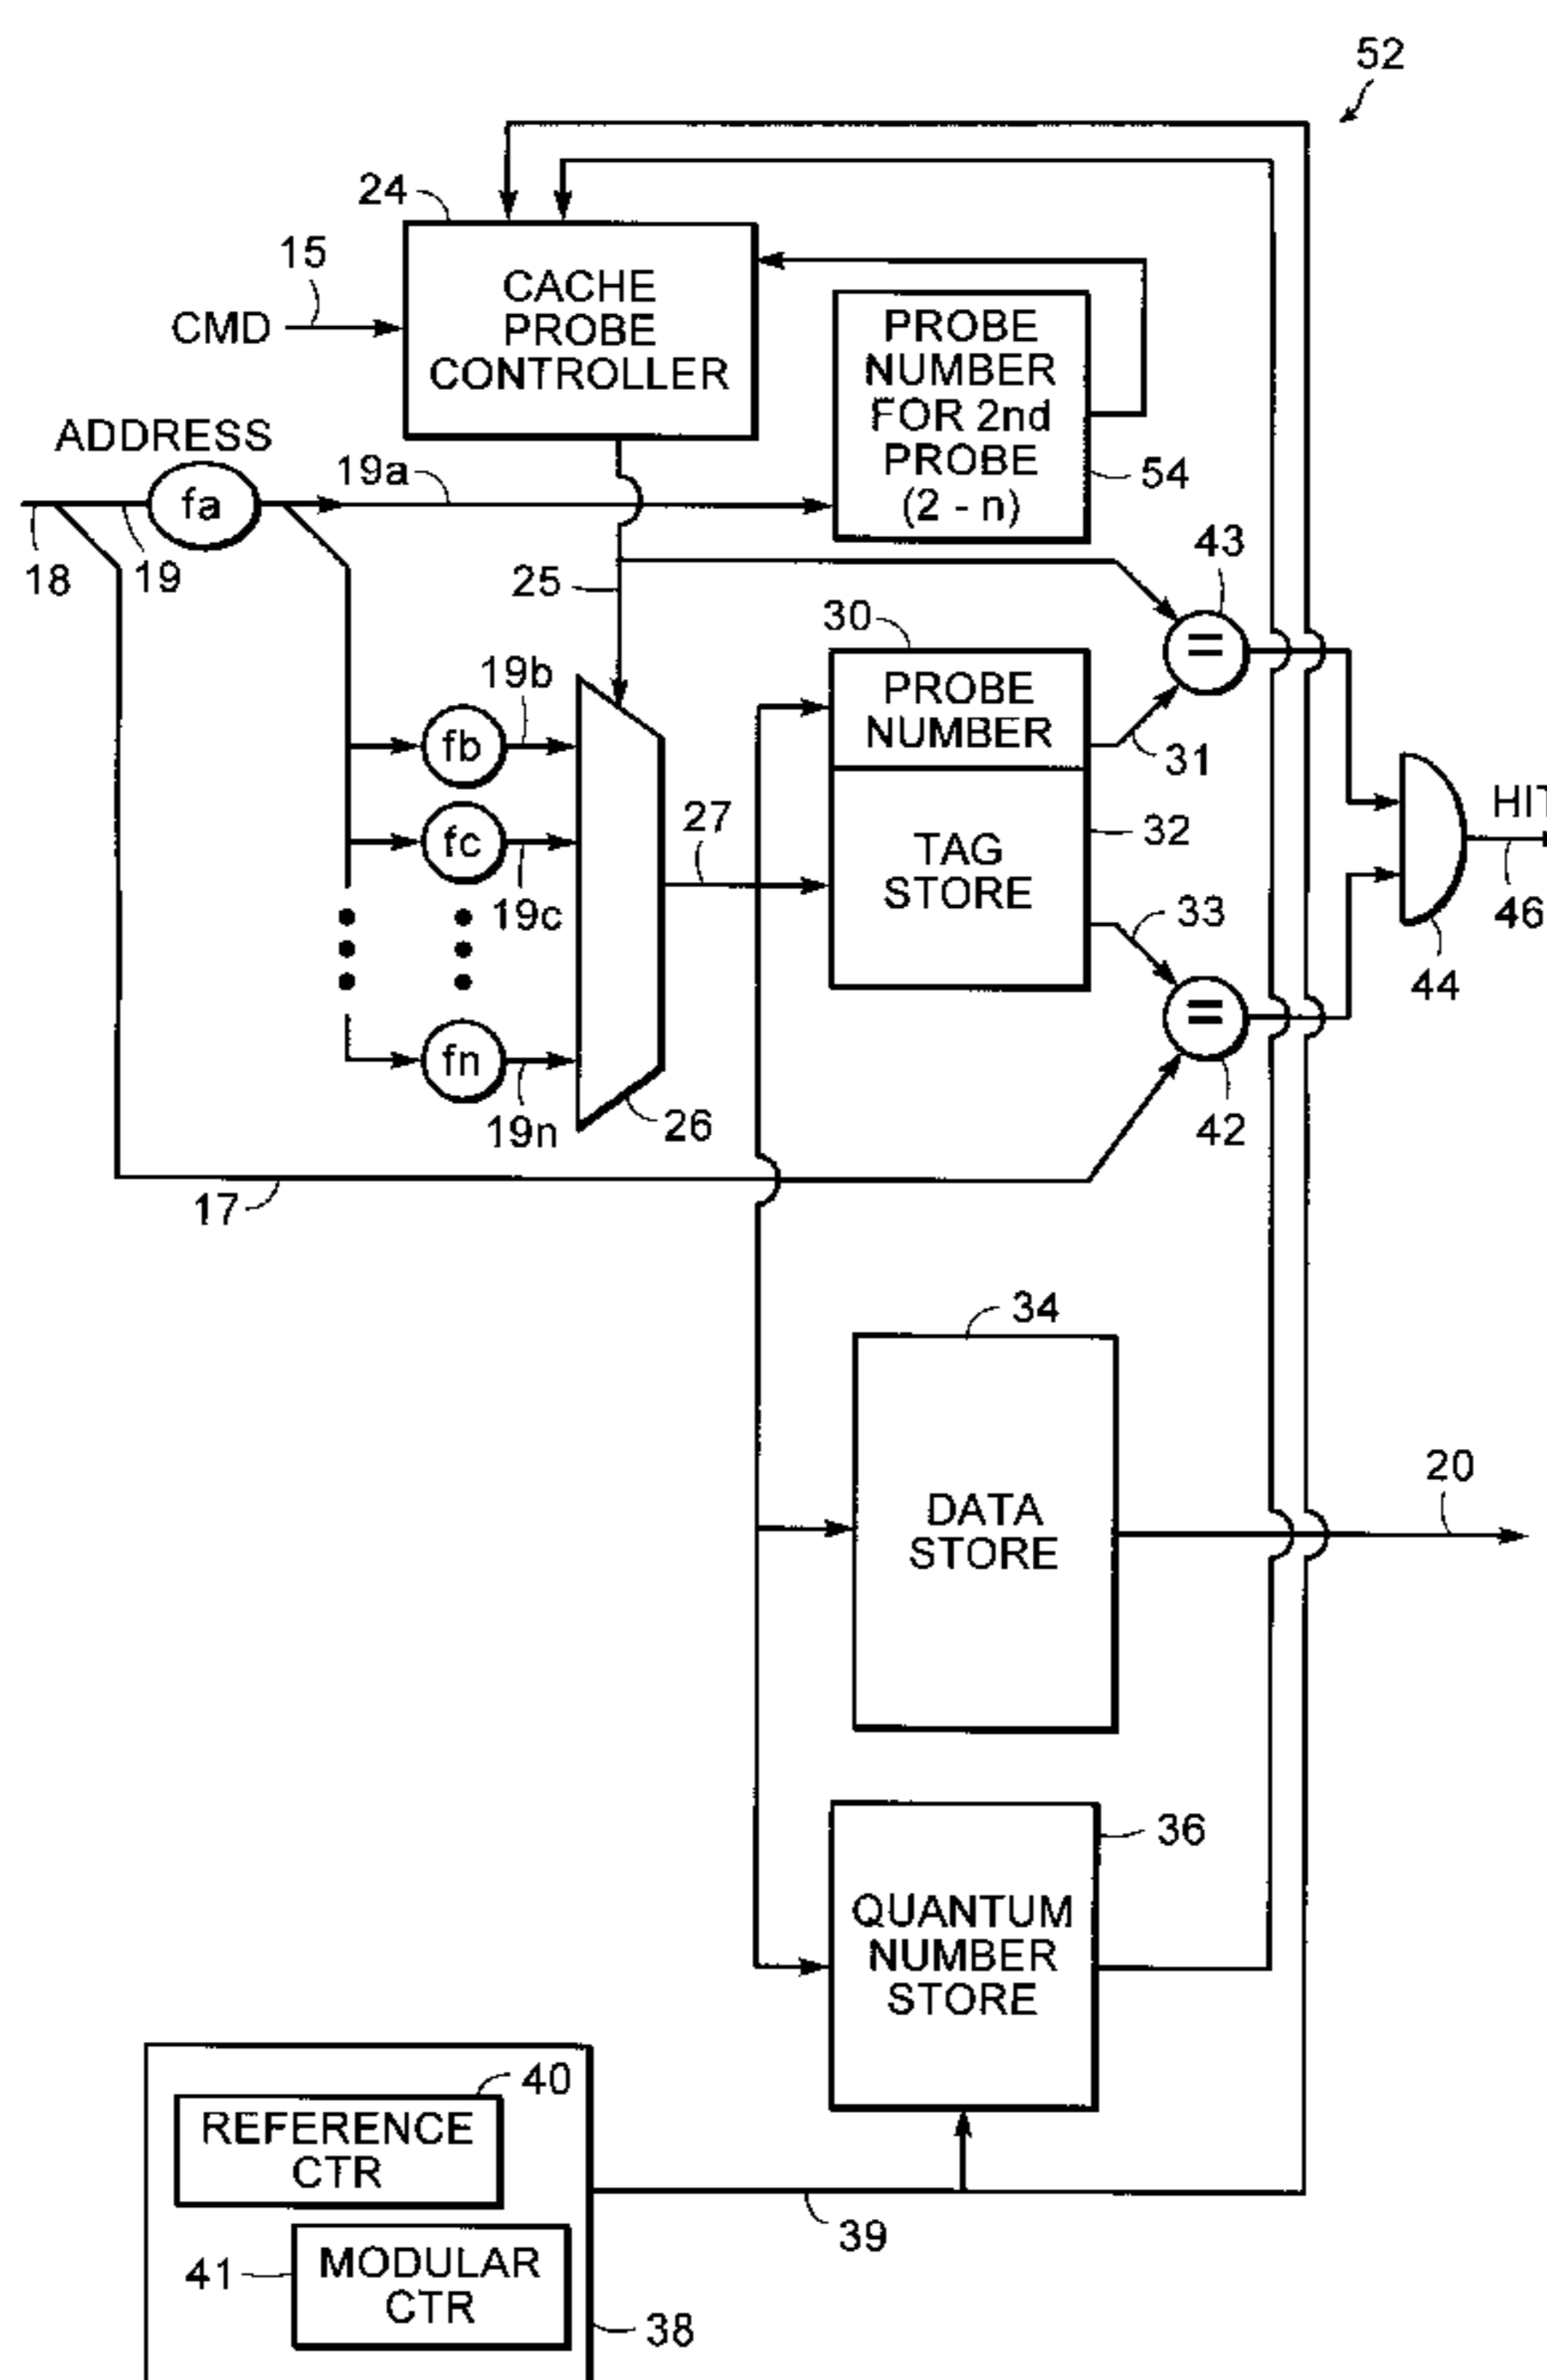 52
24
15
CMD
CACHE
PROBE
CONTROLLER
PROBE
NUMBER
FOR 2nd
PROBE
(2 - n)
54
ADDRESS
fa
19a
18
19
25
43
=
30
PROBE
NUMBER
31
19b
fb
fc
19c
27
TAG
STORE
32
33
HIT
46
44
fn
19n
26
=
42
17
34
DATA
STORE
20
36
QUANTUM
NUMBER
STORE
40
REFERENCE
CTR
39
41
MODULAR
CTR
38